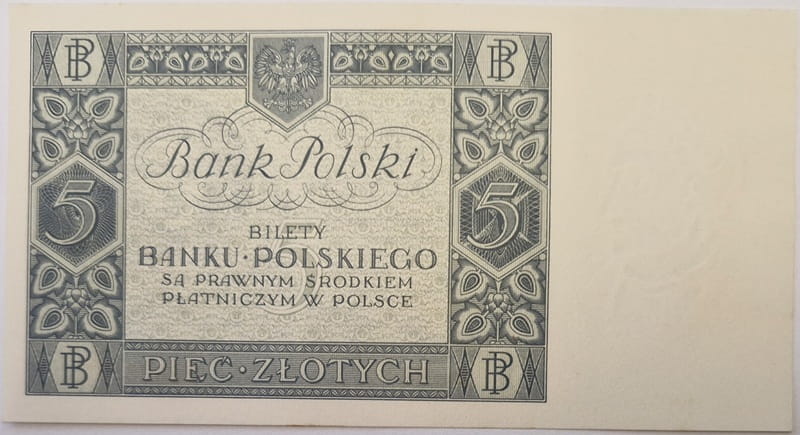 BP BP
Bank Polski
5 5
BILETY
BANKU·POLSKIEGO
SĄ PRAWNYM ŚRODKIEM
PŁATNICZYM W POLSCE
BP PIĘĆ·ZŁOTYCH BP